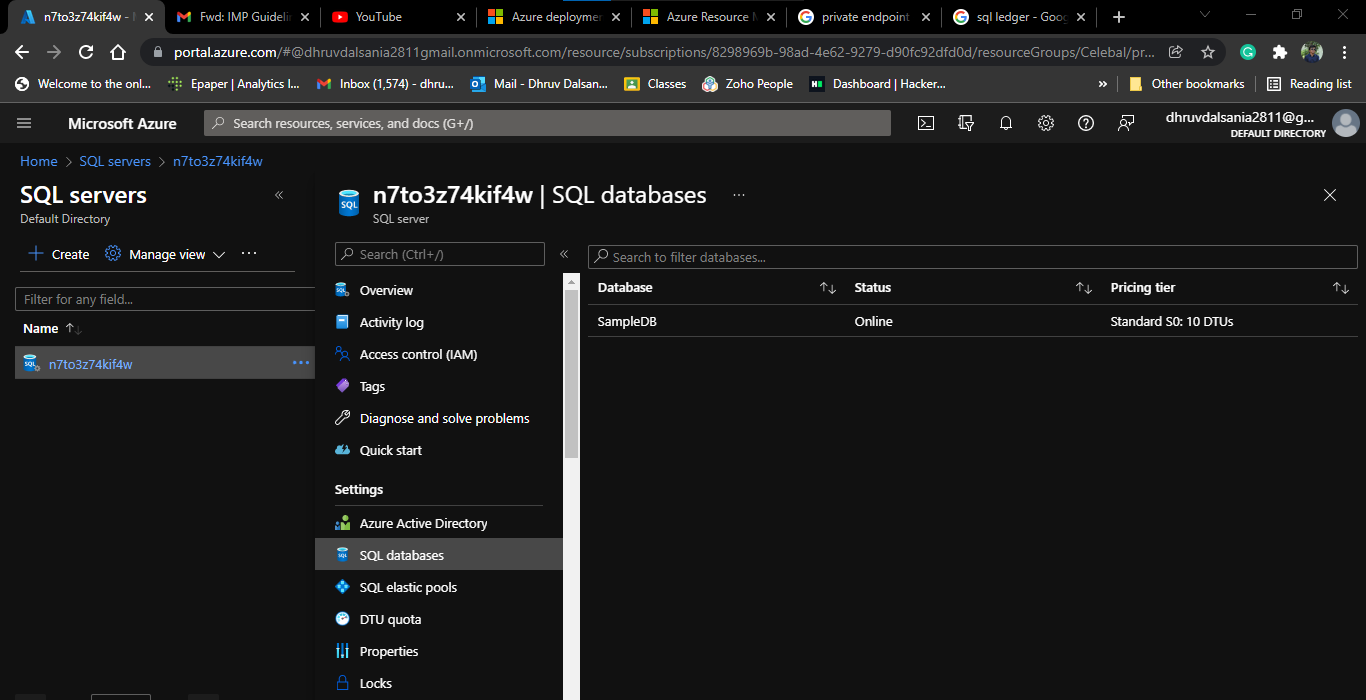 n7to3z74kif4w -
Fwd: IMP Guidelin
YouTube
Azure deploymen
Azure Resource M
private endpoint
sql ledger - Goog
portal.azure.com/#@dhruvdalsania2811gmail.onmicrosoft.com/resource/subscriptions/8298969b-98ad-4e62-9279-d90fc92dfd0d/resourceGroups/Celebal/pr...
Welcome to the onl...
Epaper | Analytics I...
Inbox (1,574) - dhru...
Mail - Dhruv Dalsan...
Classes
Zoho People
Dashboard | Hacker...
»
Other bookmarks
Reading list
Microsoft Azure
Search resources, services, and docs (G+/)
dhruvdalsania2811@g...
DEFAULT DIRECTORY
Home > SQL servers > n7to3z74kif4w
SQL servers
Default Directory
+ Create
Manage view
...
Filter for any field...
Name
n7to3z74kif4w
...
n7to3z74kif4w | SQL databases
...
SQL server
Search (Ctrl+/)
Overview
Activity log
Access control (IAM)
Tags
Diagnose and solve problems
Quick start
Settings
Azure Active Directory
SQL databases
SQL elastic pools
DTU quota
Properties
Locks
Search to filter databases...
Database
Status
Pricing tier
SampleDB
Online
Standard S0: 10 DTUs